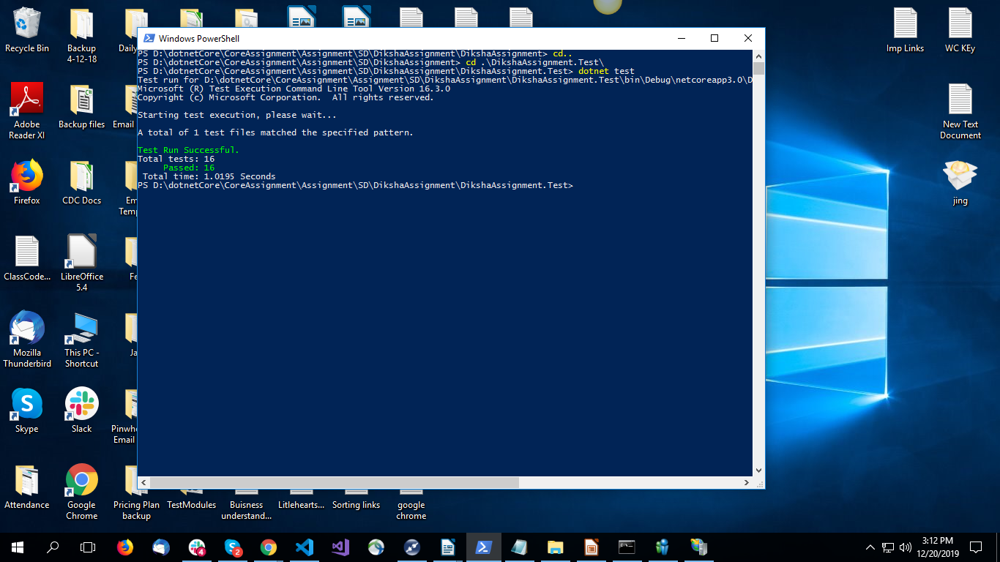 Windows PowerShell
PS D:\dotnetCore\CoreAssignment\Assignment\SD\DikshaAssignment\DikshaAssignment> cd..
PS D:\dotnetCore\CoreAssignment\Assignment\SD\DikshaAssignment> cd .\DikshaAssignment.Test\
PS D:\dotnetCore\CoreAssignment\Assignment\SD\DikshaAssignment\DikshaAssignment.Test> dotnet test
Test run for D:\dotnetCore\CoreAssignment\Assignment\SD\DikshaAssignment\DikshaAssignment.Test\bin\Debug\netcoreapp3.0\D
Microsoft (R) Test Execution Command Line Tool Version 16.3.0
Copyright (c) Microsoft Corporation.  All rights reserved.
Starting test execution, please wait...
A total of 1 test files matched the specified pattern.
Test Run Successful.
Total tests: 16
Passed: 16
Total time: 1.0195 Seconds
PS D:\dotnetCore\CoreAssignment\Assignment\SD\DikshaAssignment\DikshaAssignment.Test>
Recycle Bin
Backup
4-12-18
Daily
Imp Links
WC KEy
Adobe
Reader XI
Backup files
Email
New Text
Document
Firefox
CDC Docs
Em
Temp
jing
ClassCode...
LibreOffice
5.4
Fe
Mozilla
Thunderbird
This PC -
Shortcut
Ja
Skype
Slack
Pinwh
Email
Attendance
Google
Chrome
Pricing Plan
backup
TestModules
Buisness
understand...
Litlehearts...
Sorting links
google
chrome
4
2
3:12 PM
12/20/2019